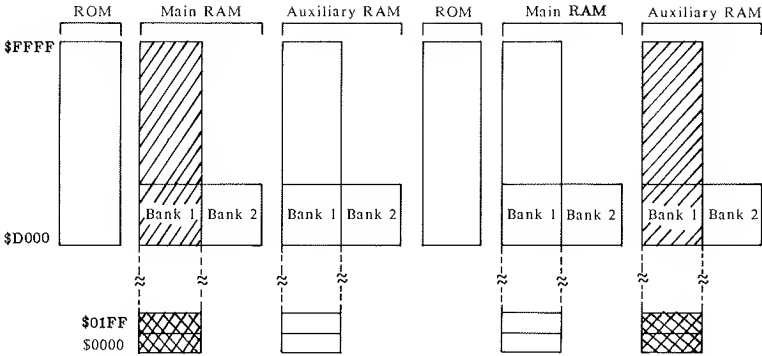 ROM Main RAM Auxiliary RAM ROM Main RAM Auxiliary RAM
$FFFF
Bank 1 Bank 2 Bank 1 Bank 2 Bank 1 Bank 2 Bank 1 Bank 2
$D000
$01FF
$0000